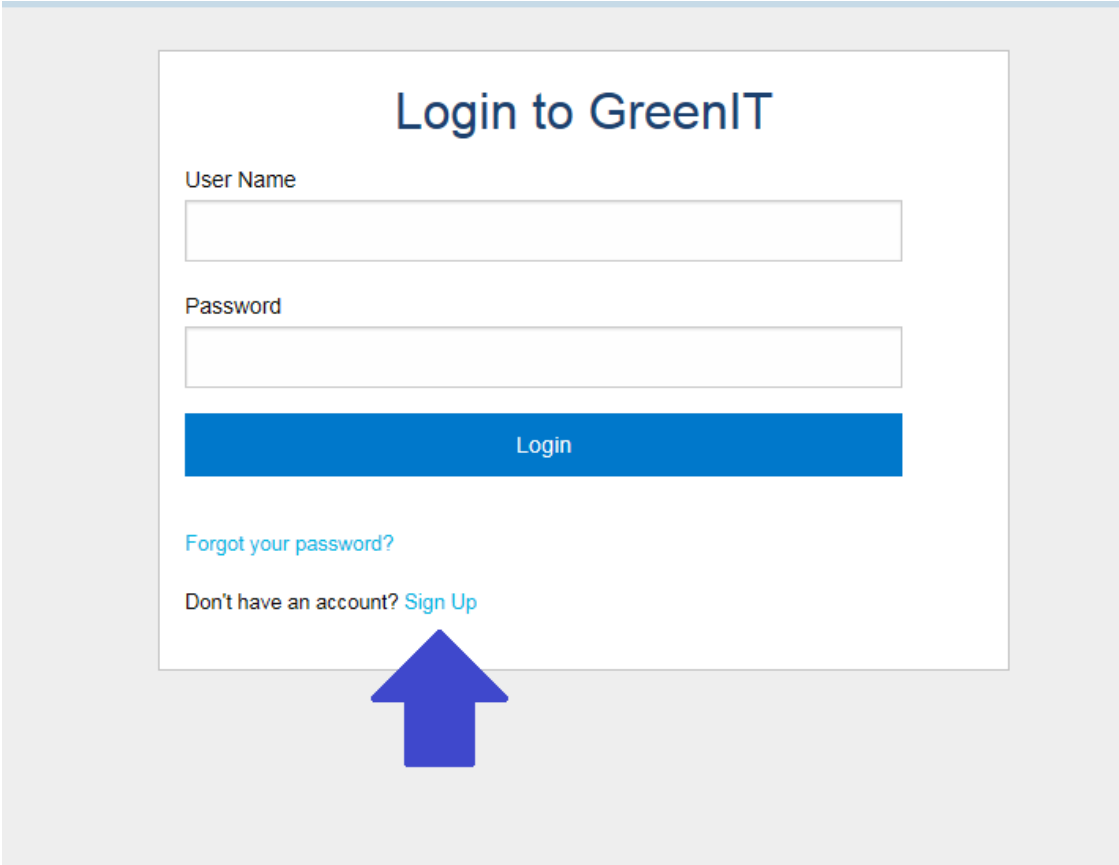 Login to GreenIT
User Name
Password
Login
Forgot your password?
Don't have an account? Sign Up